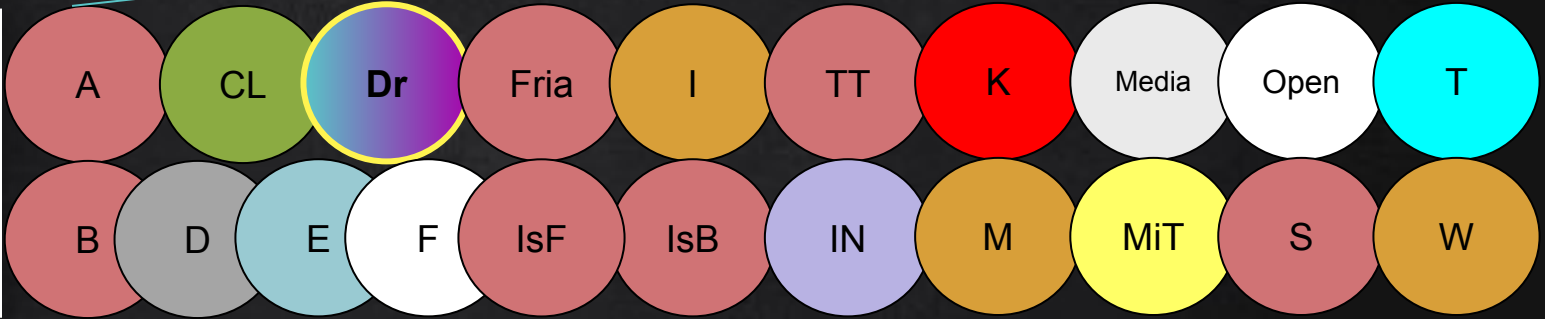 A CL Dr Fria I TT K Media Open T
B D E F IsF IsB IN M MiT S W